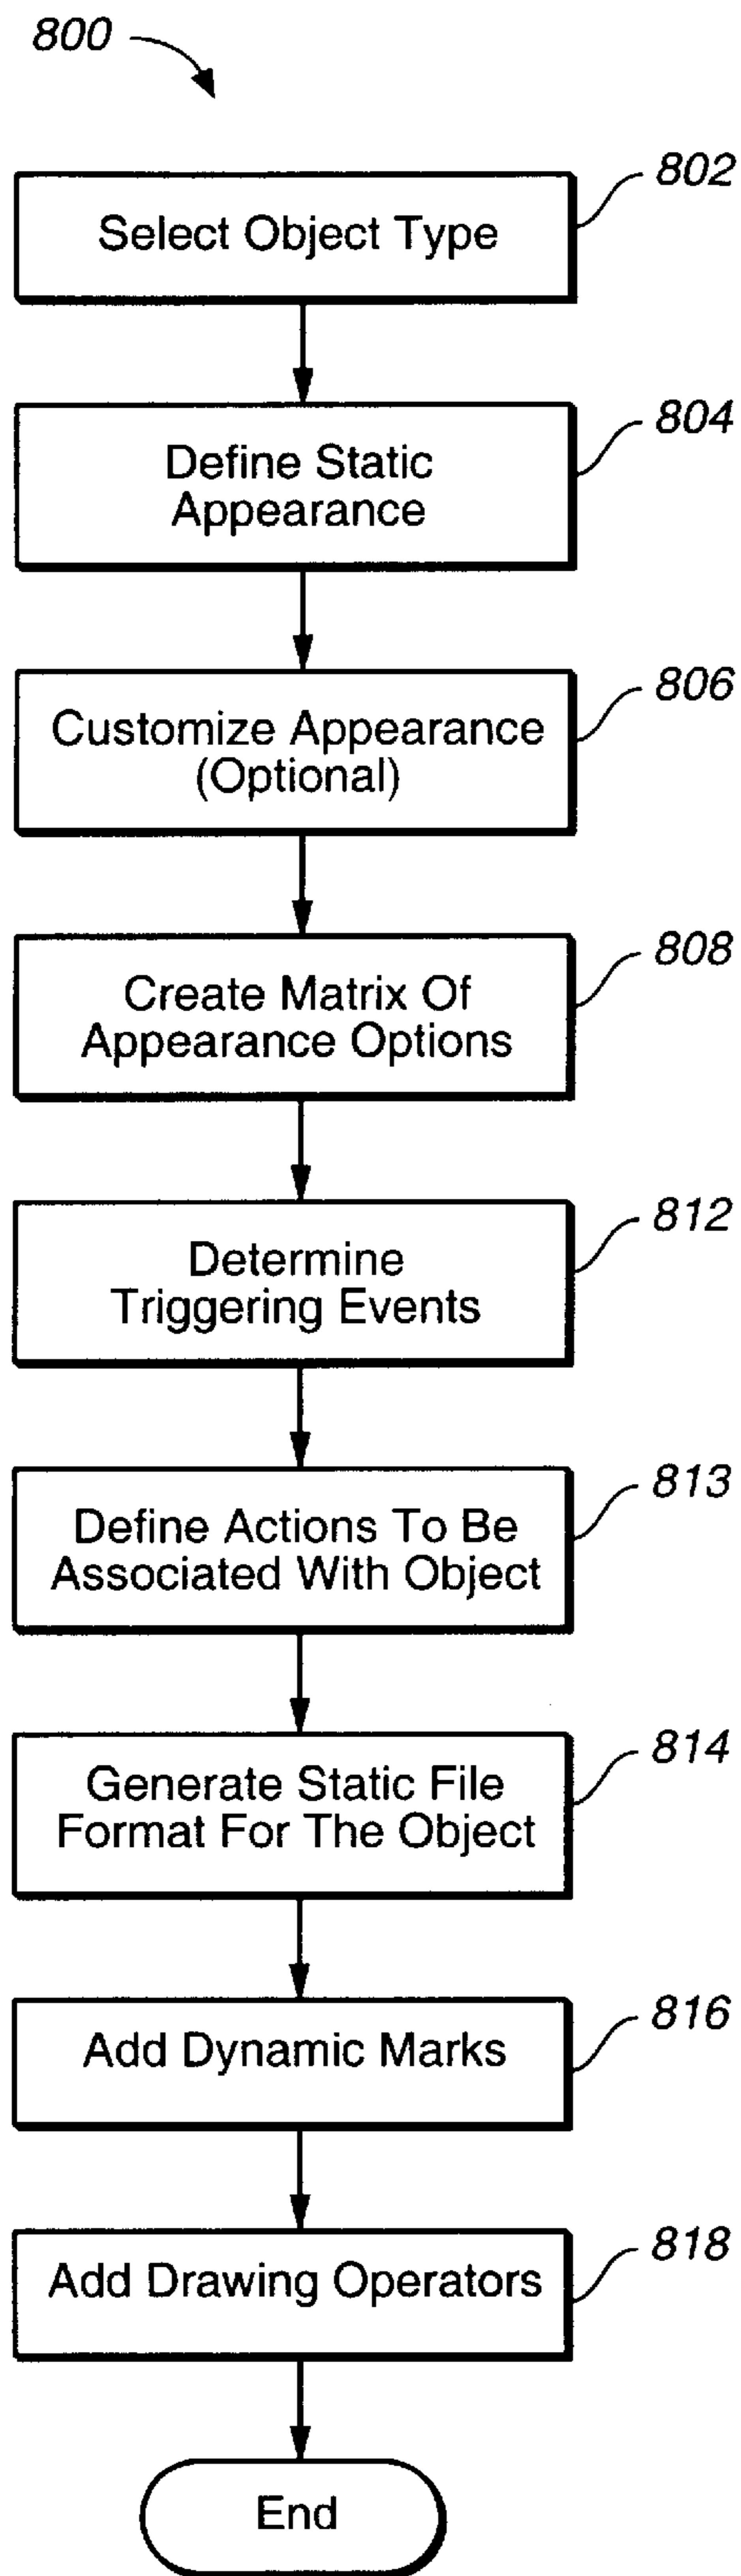 800
802
Select Object Type
804
Define Static
Appearance
806
Customize Appearance
(Optional)
808
Create Matrix Of
Appearance Options
812
Determine
Triggering Events
813
Define Actions To Be
Associated With Object
814
Generate Static File
Format For The Object
816
Add Dynamic Marks
818
Add Drawing Operators
End